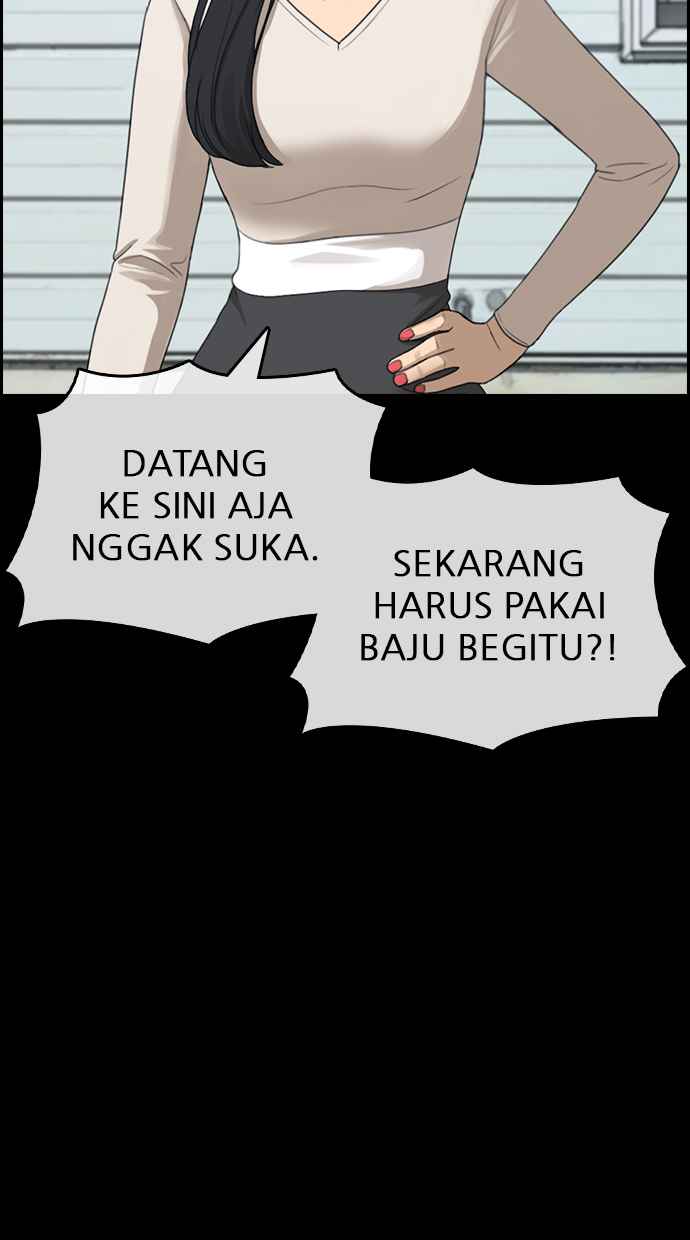 DATANG
KE SINI AJA
NGGAK SUKA.
SEKARANG
HARUS PAKAI
BAJU BEGITU?!